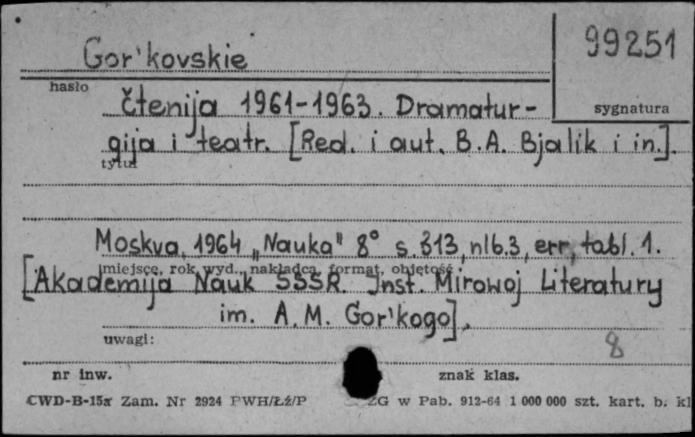 Gor'kovskie
99251
hasło
sygnatura
čtenija 1961-1963. Dramatur-
gija i teatr. [Red. i aut. B.A. Bjalik i in.].
tytuł
Moskva, 1964 „Nauka" 8° s. 313, nlb.3, err, tabl. 1.
miejsce, rok wyd., nakładca, format, objętość
[Akademija Nauk SSSR. Inst. Mirowoj Literatury
im. A.M. Gor'kogo].
uwagi:
8
nr inw.
znak klas.
CWD-B-15a Zam. Nr 2924 PWH/Łź/P ZG w Pab. 912-64 1 000 000 szt. kart. b. kl